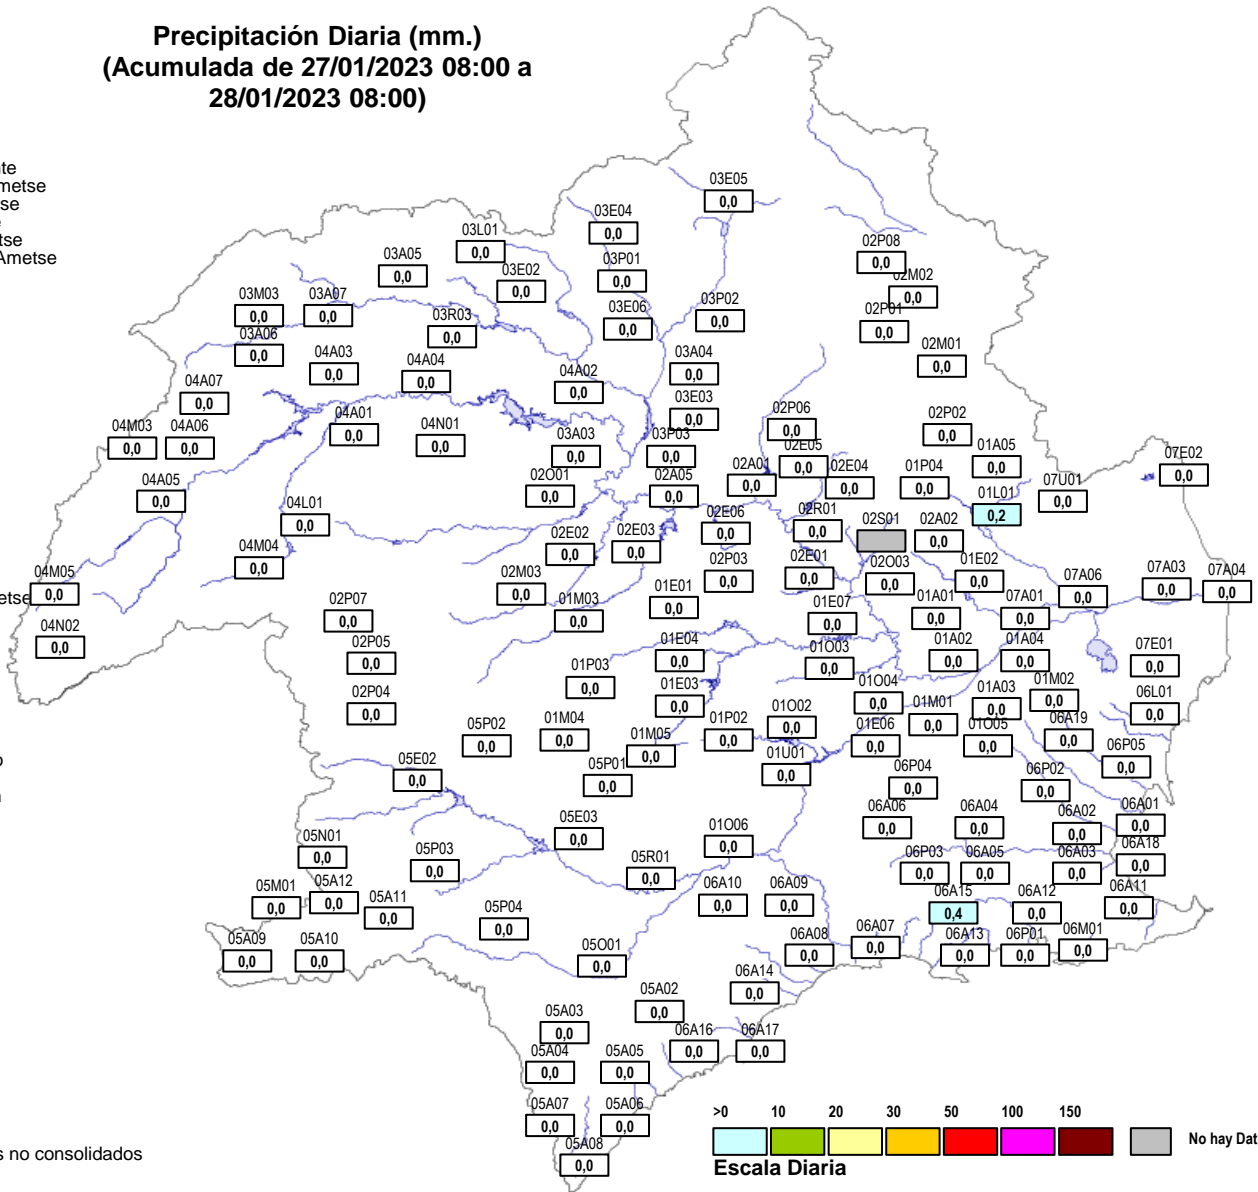 Precipitación Diaria (mm.)
(Acumulada de 27/01/2023 08:00 a
28/01/2023 08:00)
03E05
0,0
03E04
0,0
03L01
0,0
03A05
0,0
03P01
0,0
03E02
0,0
02P08
0,0
02M02
0,0
03M03
0,0
03A07
0,0
03R03
0,0
03E06
0,0
03P02
0,0
02P01
0,0
03A06
0,0
04A03
0,0
04A04
0,0
04A02
0,0
03A04
0,0
02M01
0,0
04A07
0,0
03E03
0,0
04M03
0,0
04A06
0,0
04A01
0,0
04N01
0,0
03A03
0,0
03P03
0,0
02P06
0,0
02P02
0,0
02E05
0,0
01A05
0,0
07E02
0,0
04A05
0,0
02O01
0,0
02A05
0,0
02A01
0,0
02E04
0,0
01P04
0,0
01L01
0,2
07U01
0,0
04L01
0,0
02E06
0,0
02R01
0,0
02S01
02A02
0,0
02E02
0,0
02E03
0,0
04M04
0,0
04M05
0,0
02M03
0,0
02P03
0,0
02E01
0,0
02O03
0,0
01E02
0,0
07A06
0,0
07A03
0,0
07A04
0,0
02P07
0,0
01M03
0,0
01E01
0,0
01E07
0,0
01A01
0,0
07A01
0,0
04N02
0,0
02P05
0,0
01E04
0,0
01O03
0,0
01A02
0,0
01A04
0,0
07E01
0,0
02P04
0,0
01P03
0,0
01E03
0,0
01O04
0,0
01A03
0,0
01M02
0,0
06L01
0,0
05P02
0,0
01M04
0,0
01M05
0,0
01P02
0,0
01O02
0,0
01E06
0,0
01M01
0,0
01O05
0,0
06A19
0,0
05E02
0,0
05P01
0,0
01U01
0,0
06P04
0,0
06P02
0,0
06P05
0,0
05E03
0,0
01O06
0,0
06A06
0,0
06A04
0,0
06A02
0,0
06A01
0,0
05N01
0,0
05P03
0,0
05R01
0,0
06P03
0,0
06A05
0,0
06A03
0,0
06A18
0,0
05M01
0,0
05A12
0,0
05A11
0,0
05P04
0,0
06A10
0,0
06A09
0,0
06A15
0,4
06A12
0,0
06A11
0,0
05A09
0,0
05A10
0,0
05O01
0,0
06A08
0,0
06A07
0,0
06A13
0,0
06P01
0,0
06M01
0,0
06A14
0,0
05A02
0,0
05A03
0,0
06A16
0,0
06A17
0,0
05A04
0,0
05A05
0,0
05A07
0,0
05A06
0,0
05A08
0,0
>0 10 20 30 50 100 150
No hay Dat
Escala Diaria
s no consolidados